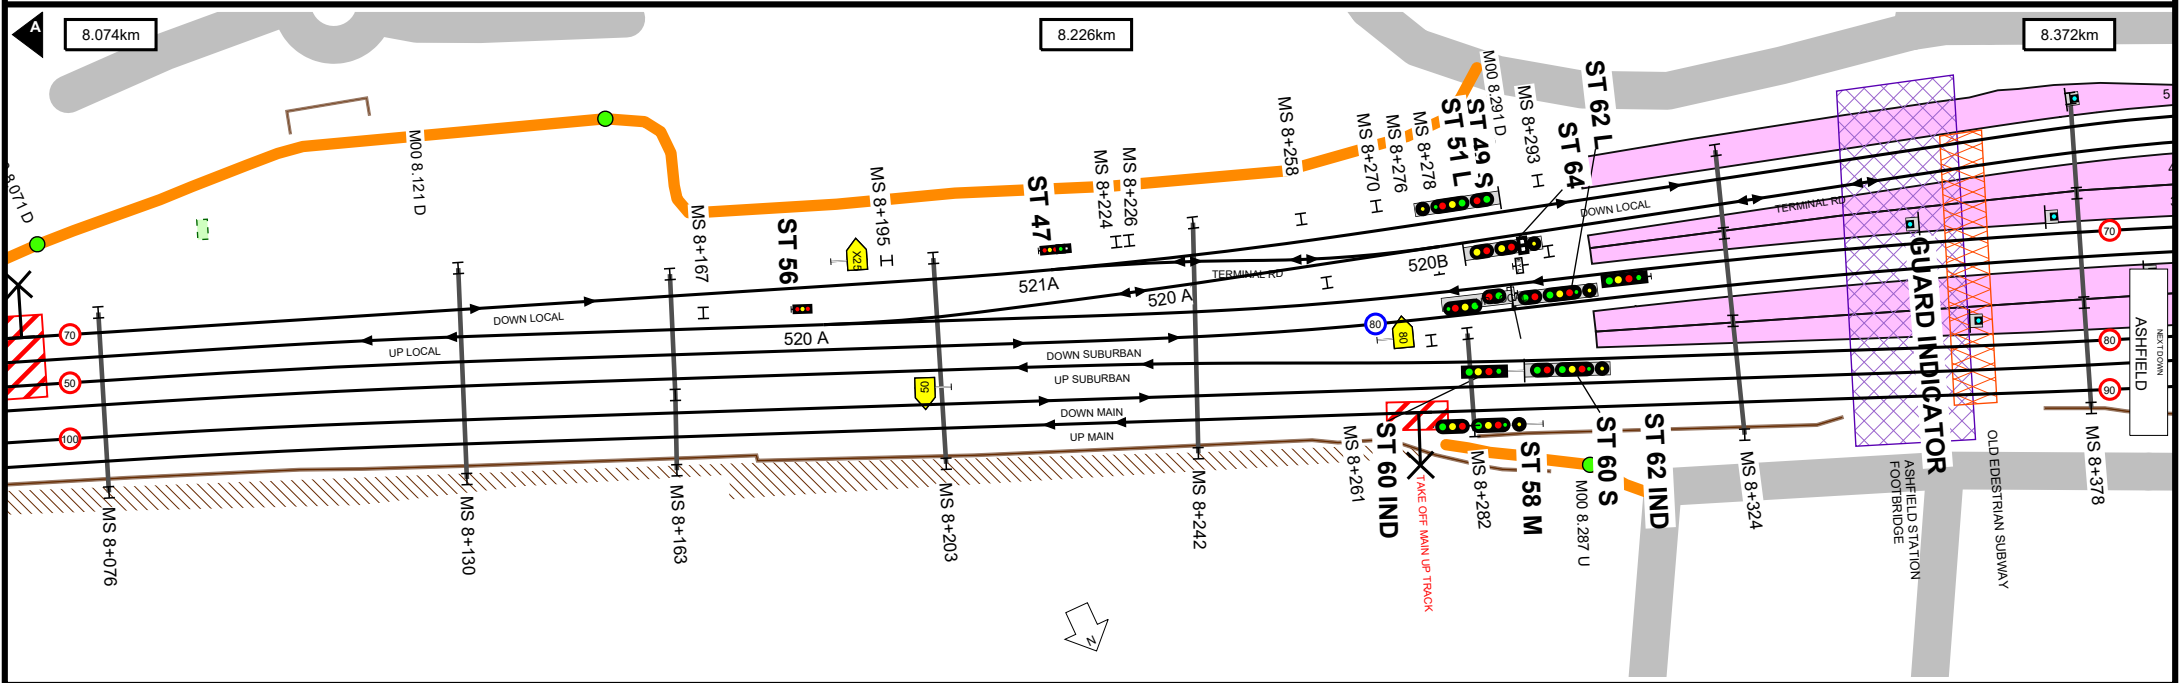 A
8.074km
8.226km
8.372km
8.071 D
M00 8.121 D
MS 8+167
ST 56
X25
MS 8+195
ST 47
MS 8+224
MS 8+226
MS 8+258
MS 8+270
MS 8+276
MS 8+278
ST 51 L
ST 49 S
M00 8.291 D
MS 8+293
ST 64
ST 62 L
DOWN LOCAL
TERMINAL RD
5
4
70
521A
520 A
TERMINAL RD
520B
DOWN LOCAL
UP LOCAL
520 A
DOWN SUBURBAN
UP SUBURBAN
DOWN MAIN
UP MAIN
70
50
100
50
80
80
80
90
GUARD INDICATOR
ASHFIELD
NEXT DOWN
MS 8+076
MS 8+130
MS 8+163
MS 8+203
MS 8+242
MS 8+261
ST 60 IND
TAKE OFF MAIN UP TRACK
MS 8+282
ST 58 M
M00 8.287 U
ST 60 S
ST 62 IND
MS 8+324
ASHFIELD STATION
FOOTBRIDGE
OLD EDESTRIAN SUBWAY
MS 8+378
N